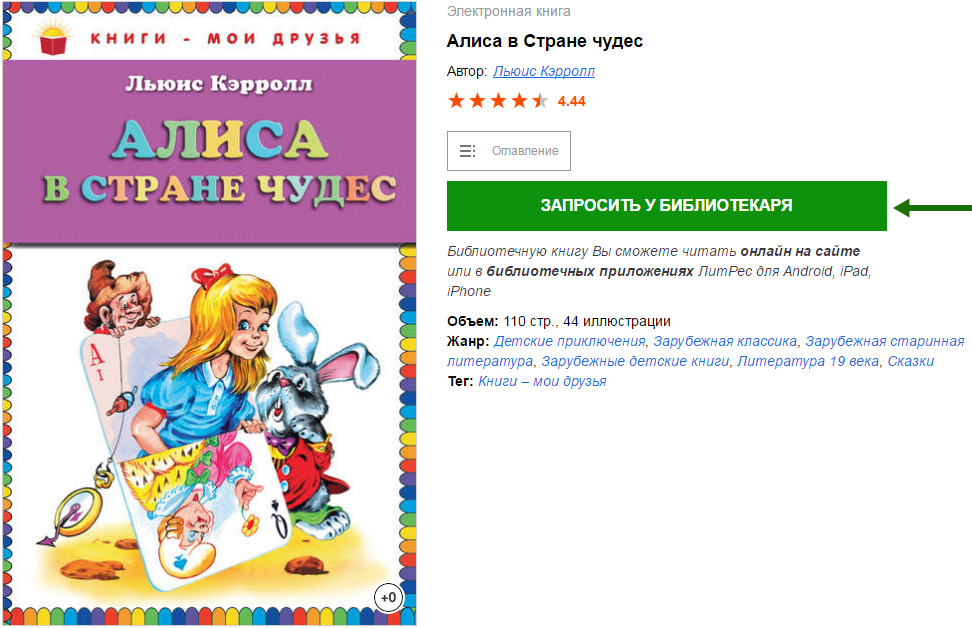 КНИГИ - МОИ ДРУЗЬЯ
Льюис Кэрролл
АЛИСА
В СТРАНЕ ЧУДЕС
A
I
Q
+0
Электронная книга
Алиса в Стране чудес
Автор: Льюис Кэрролл
4.44
Оглавление
ЗАПРОСИТЬ У БИБЛИОТЕКАРЯ
Библиотечную книгу Вы сможете читать онлайн на сайте
или в библиотечных приложениях ЛитРес для Android, iPad,
iPhone
Объем: 110 стр., 44 иллюстрации
Жанр: Детские приключения, Зарубежная классика, Зарубежная старинная
литература, Зарубежные детские книги, Литература 19 века, Сказки
Тег: Книги – мои друзья